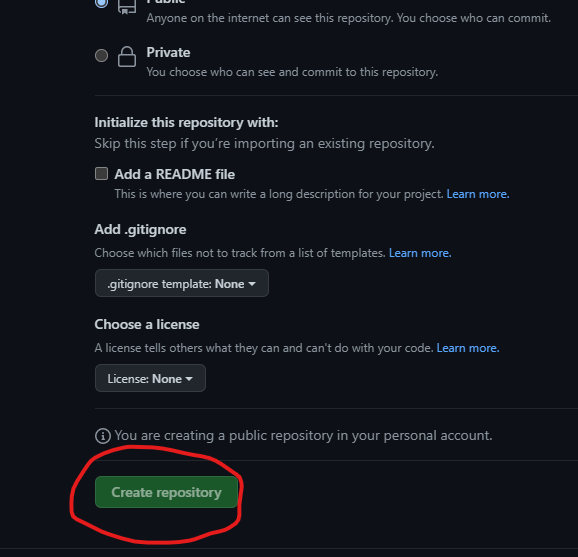 Public
Anyone on the internet can see this repository. You choose who can commit.
Private
You choose who can see and commit to this repository.
Initialize this repository with:
Skip this step if you're importing an existing repository.
Add a README file
This is where you can write a long description for your project. Learn more.
Add .gitignore
Choose which files not to track from a list of templates. Learn more.
.gitignore template: None
Choose a license
A license tells others what they can and can't do with your code. Learn more.
License: None
You are creating a public repository in your personal account.
Create repository